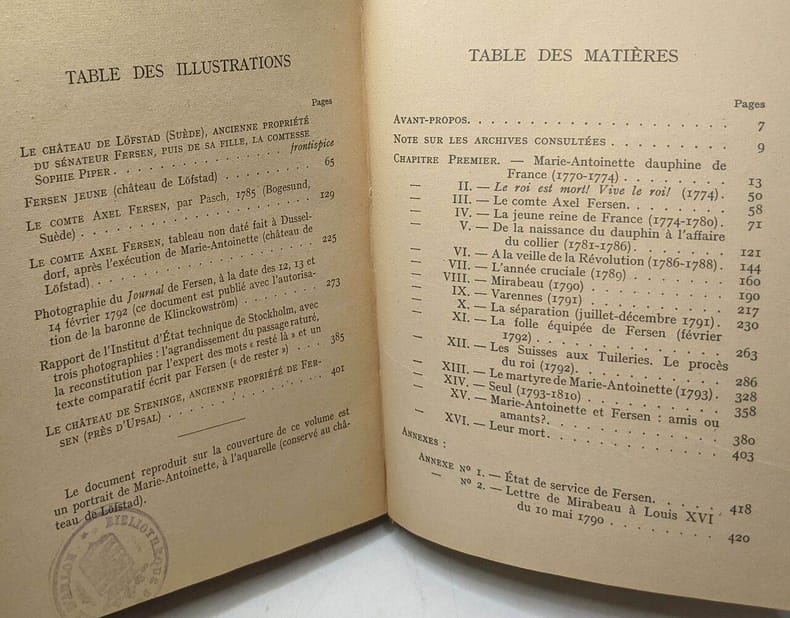 TABLE DES ILLUSTRATIONS
Pages
LE CHÂTEAU DE LÖFSTAD (SUÈDE), ANCIENNE PROPRIÉTÉ
DU SÉNATEUR FERSEN, PUIS DE SA FILLE, LA COMTESSE
SOPHIE PIPER . . . . . . . . . . . . . . frontispice
FERSEN JEUNE (château de Löfstad) . . . . . . . . . 65
LE COMTE AXEL FERSEN, par Pasch, 1785 (Bogesund,
Suède) . . . . . . . . . . . . . . . . . . 129
LE COMTE AXEL FERSEN, tableau non daté fait à Dussel-
dorf, après l'exécution de Marie-Antoinette (château de
Löfstad) . . . . . . . . . . . . . . . . . 225
Photographie du Journal de Fersen, à la date des 12, 13 et
14 février 1792 (ce document est publié avec l'autorisa-
tion de la baronne de Klinckowström) . . . . . . . . 273
Rapport de l'Institut d'État technique de Stockholm, avec
trois photographies : l'agrandissement du passage raturé,
la reconstitution par l'expert des mots « resté là » et un
texte comparatif écrit par Fersen (« de rester ») . . . . 385
LE CHÂTEAU DE STENINGE, ANCIENNE PROPRIÉTÉ DE FER-
SEN (PRÈS D'UPSAL) . . . . . . . . . . . . . 401
Le document reproduit sur la couverture de ce volume est
un portrait de Marie-Antoinette, à l'aquarelle (conservé au châ-
teau de Löfstad).
BIBLIOTHÈQUE
TABLE DES MATIÈRES
Pages
AVANT-PROPOS. . . . . . . . . . . . . . . . . 7
NOTE SUR LES ARCHIVES CONSULTÉES . . . . . . . . . 9
CHAPITRE PREMIER. — Marie-Antoinette dauphine de
France (1770-1774) . . . . . . . . . 13
— II. — Le roi est mort! Vive le roi! (1774). 50
— III. — Le comte Axel Fersen. . . . . . . . 58
— IV. — La jeune reine de France (1774-1780). 71
— V. — De la naissance du dauphin à l'affaire
du collier (1781-1786). . . . . . . . 121
— VI. — A la veille de la Révolution (1786-1788). 144
— VII. — L'année cruciale (1789) . . . . . . . 160
— VIII. — Mirabeau (1790) . . . . . . . . . . 190
— IX. — Varennes (1791) . . . . . . . . . . 217
— X. — La séparation (juillet-décembre 1791). 230
— XI. — La folle équipée de Fersen (février
1792) . . . . . . . . . . . . . . 263
— XII. — Les Suisses aux Tuileries. Le procès
du roi (1792). . . . . . . . . . . 286
— XIII. — Le martyre de Marie-Antoinette (1793). 328
— XIV. — Seul (1793-1810) . . . . . . . . . 358
— XV. — Marie-Antoinette et Fersen : amis ou
amants?. . . . . . . . . . . . . 380
— XVI. — Leur mort. . . . . . . . . . . . . 403
ANNEXES :
ANNEXE Nº 1. — État de service de Fersen. . . . . . . 418
— Nº 2. — Lettre de Mirabeau à Louis XVI
du 10 mai 1790 . . . . . . . . . 420